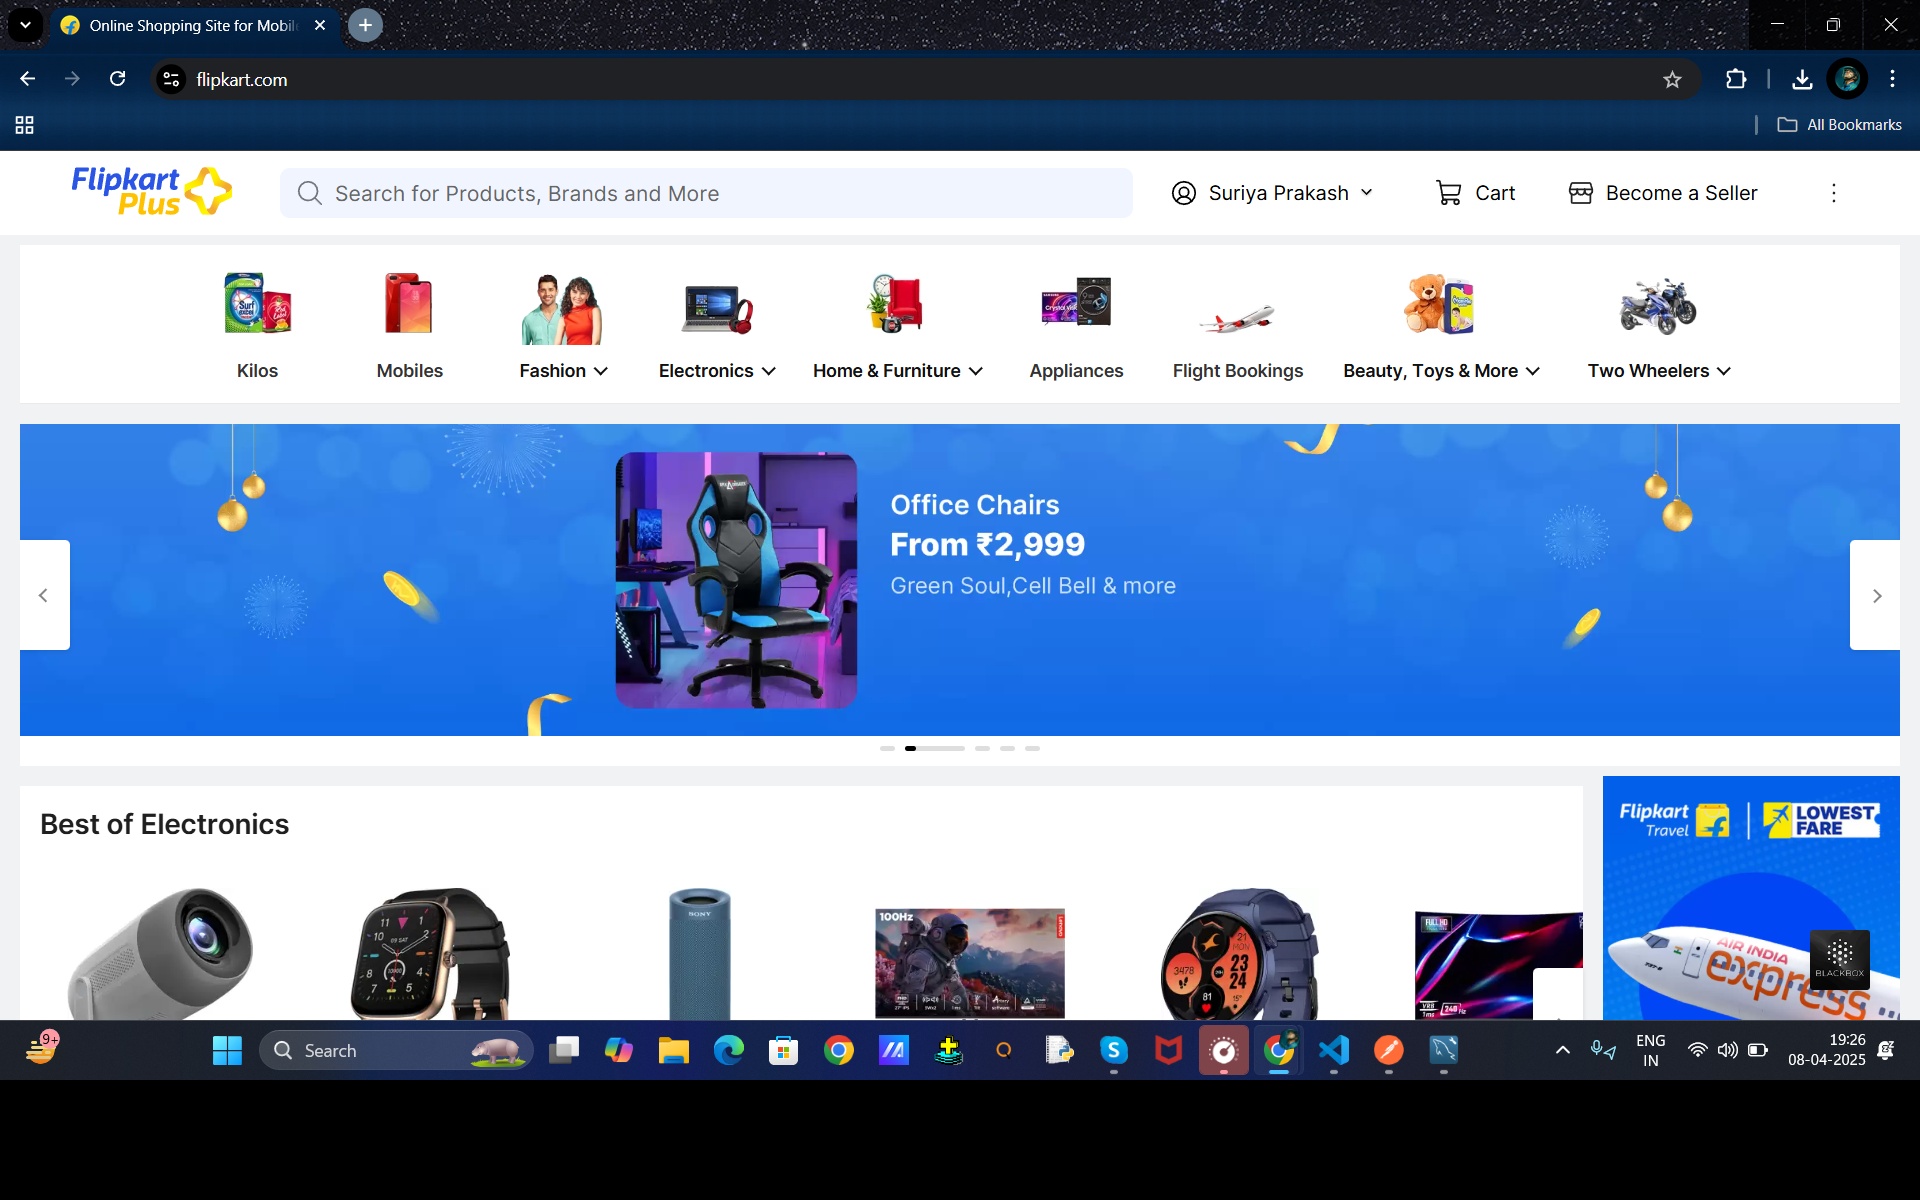 Online Shopping Site for Mobil
flipkart.com
All Bookmarks
Flipkart
Plus
Search for Products, Brands and More
Suriya Prakash
Cart
Become a Seller
Kilos
Mobiles
Fashion
Electronics
Home & Furniture
Appliances
Flight Bookings
Beauty, Toys & More
Two Wheelers
Office Chairs
From ₹2,999
Green Soul,Cell Bell & more
Best of Electronics
Flipkart
Travel
LOWEST
FARE
SONY
100Hz
FULL HD
AIR INDIA
express
BLACKBOX
9+
Search
ENG
IN
19:26
08-04-2025